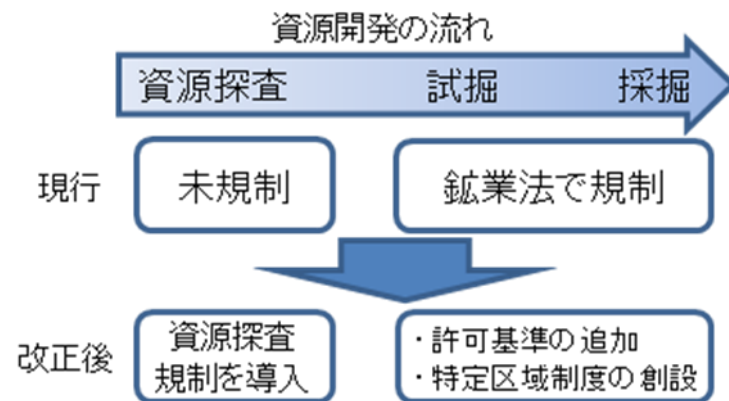 資源開発の流れ
資源探査 試掘 採掘
現行 未規制 鉱業法で規制
改正後
資源探査
規制を導入
・許可基準の追加
・特定区域制度の創設